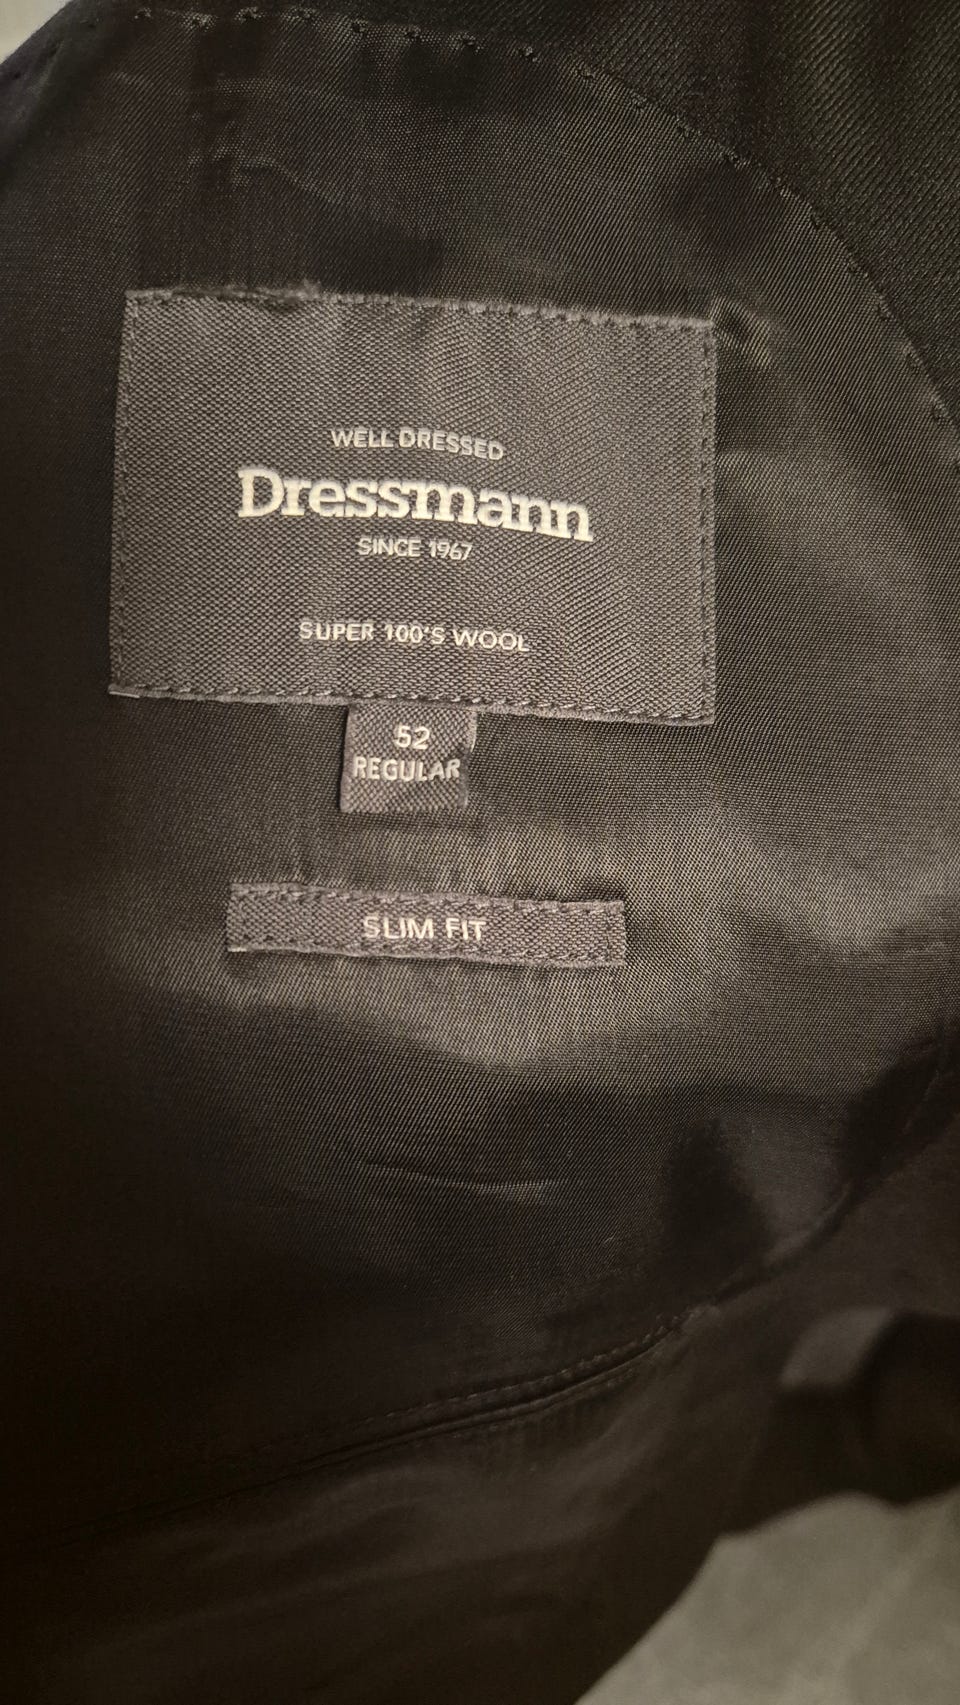 WELL DRESSED
Dressmann
SINCE 1967
SUPER 100'S WOOL
52
REGULAR
SLIM FIT